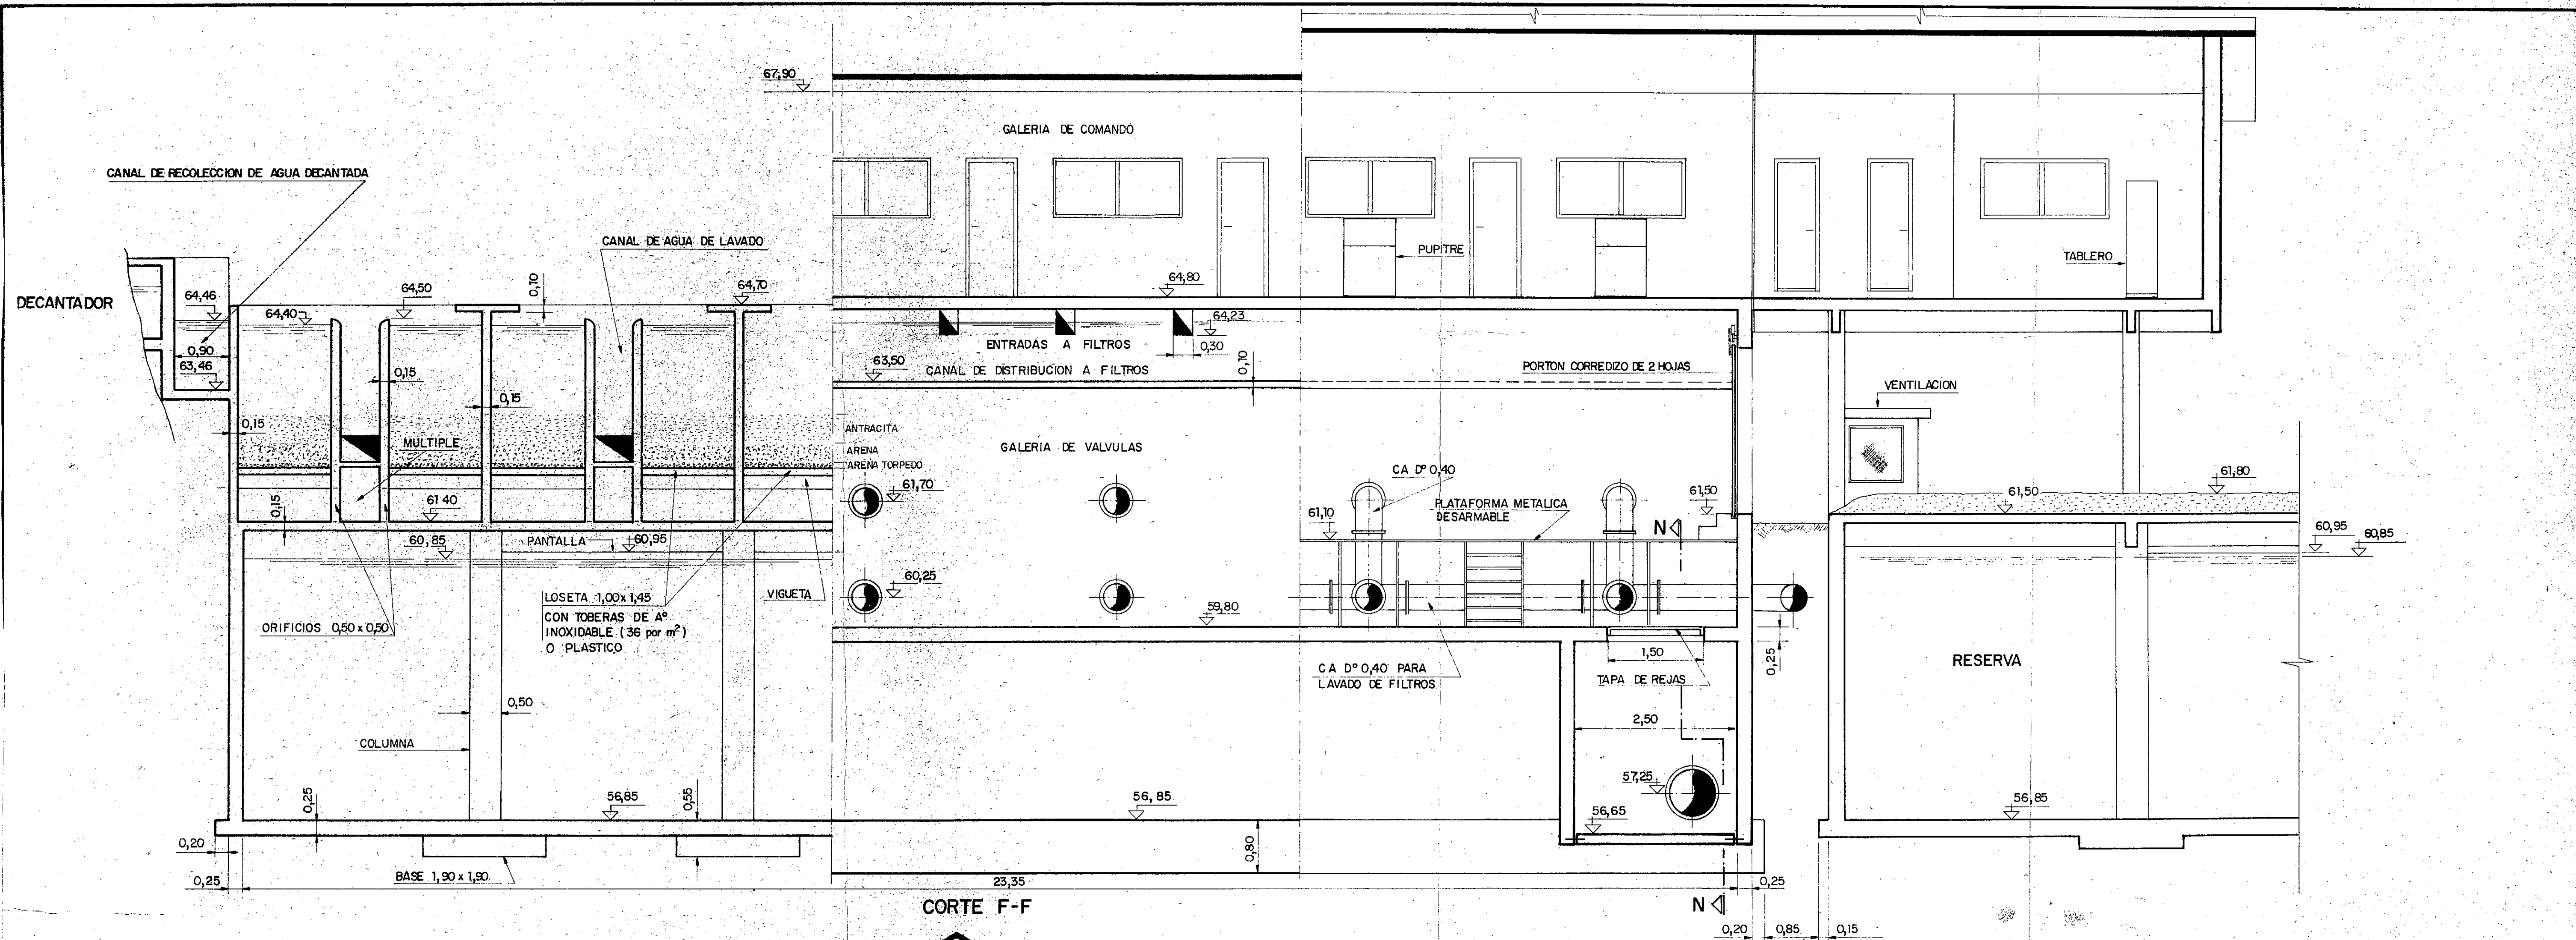 67,90
GALERIA DE COMANDO
CANAL DE RECOLECCION DE AGUA DECANTADA
CANAL DE AGUA DE LAVADO
PUPITRE
TABLERO
DECANTADOR
64,46
64,50
64,40
0,10
64,70
64,80
64,23
0,30
ENTRADAS A FILTROS
0,90
63,46
63,50
CANAL DE DISTRIBUCION A FILTROS
0,10
PORTON CORREDIZO DE 2 HOJAS
0,15
0,15
0,15
VENTILACION
MULTIPLE
ANTRACITA
ARENA
ARENA TORPEDO
GALERIA DE VALVULAS
CA Dº 0,40
61,70
0,15
61 40
61,10
PLATAFORMA METALICA
DESARMABLE
61,50
61,50
61,80
N
60,85
PANTALLA
60,95
60,95
60,85
60,25
LOSETA 1,00 x 1,45
CON TOBERAS DE Aº
INOXIDABLE (36 por m²)
O PLASTICO
VIGUETA
59,80
ORIFICIOS 0,50 x 0,50
1,50
0,25
CA Dº 0,40 PARA
LAVADO DE FILTROS
TAPA DE REJAS
RESERVA
0,50
2,50
COLUMNA
57,25
0,25
56,85
0,55
56,85
56,65
56,85
0,20
0,80
BASE 1,90 x 1,90
0,25
23,35
0,25
CORTE F-F
N
0,20
0,85
0,15